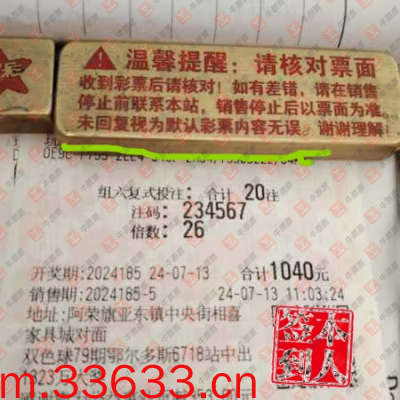 温馨提醒：请核对票面
收到彩票后请核对！如有差错，请在销售
停止前联系本站，销售停止后以票面为准。
未回复视为默认彩票内容无误，谢谢理解！
组六复式投注：合计 20注
注码：234567
倍数：26
开奖期：2024185 24-07-13 合计1040元
销售期：2024185-5 24-07-13 11:03:24
地址：阿荣旗亚东镇中央街相喜
家具城对面
双色球79期鄂尔多斯6718站中出
m.33633.cn